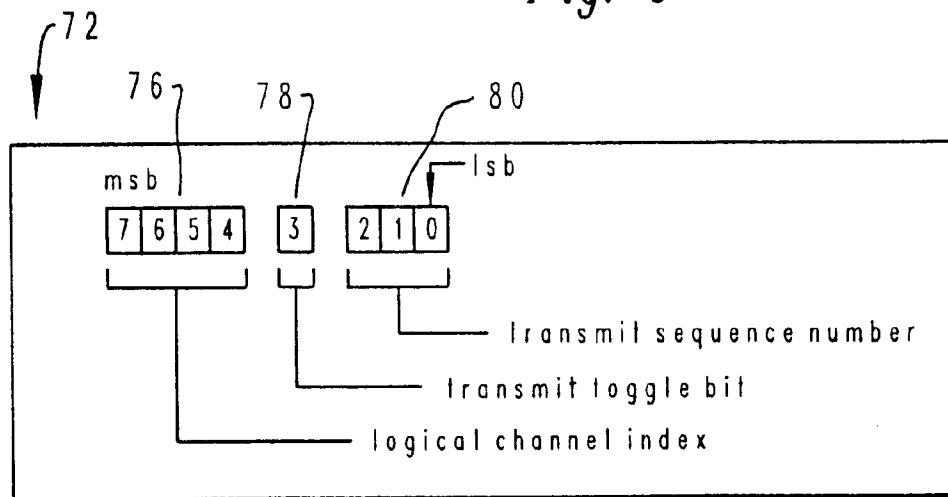 72
76 78 80
msb lsb
7 6 5 4 3 2 1 0
transmit sequence number
transmit toggle bit
logical channel index